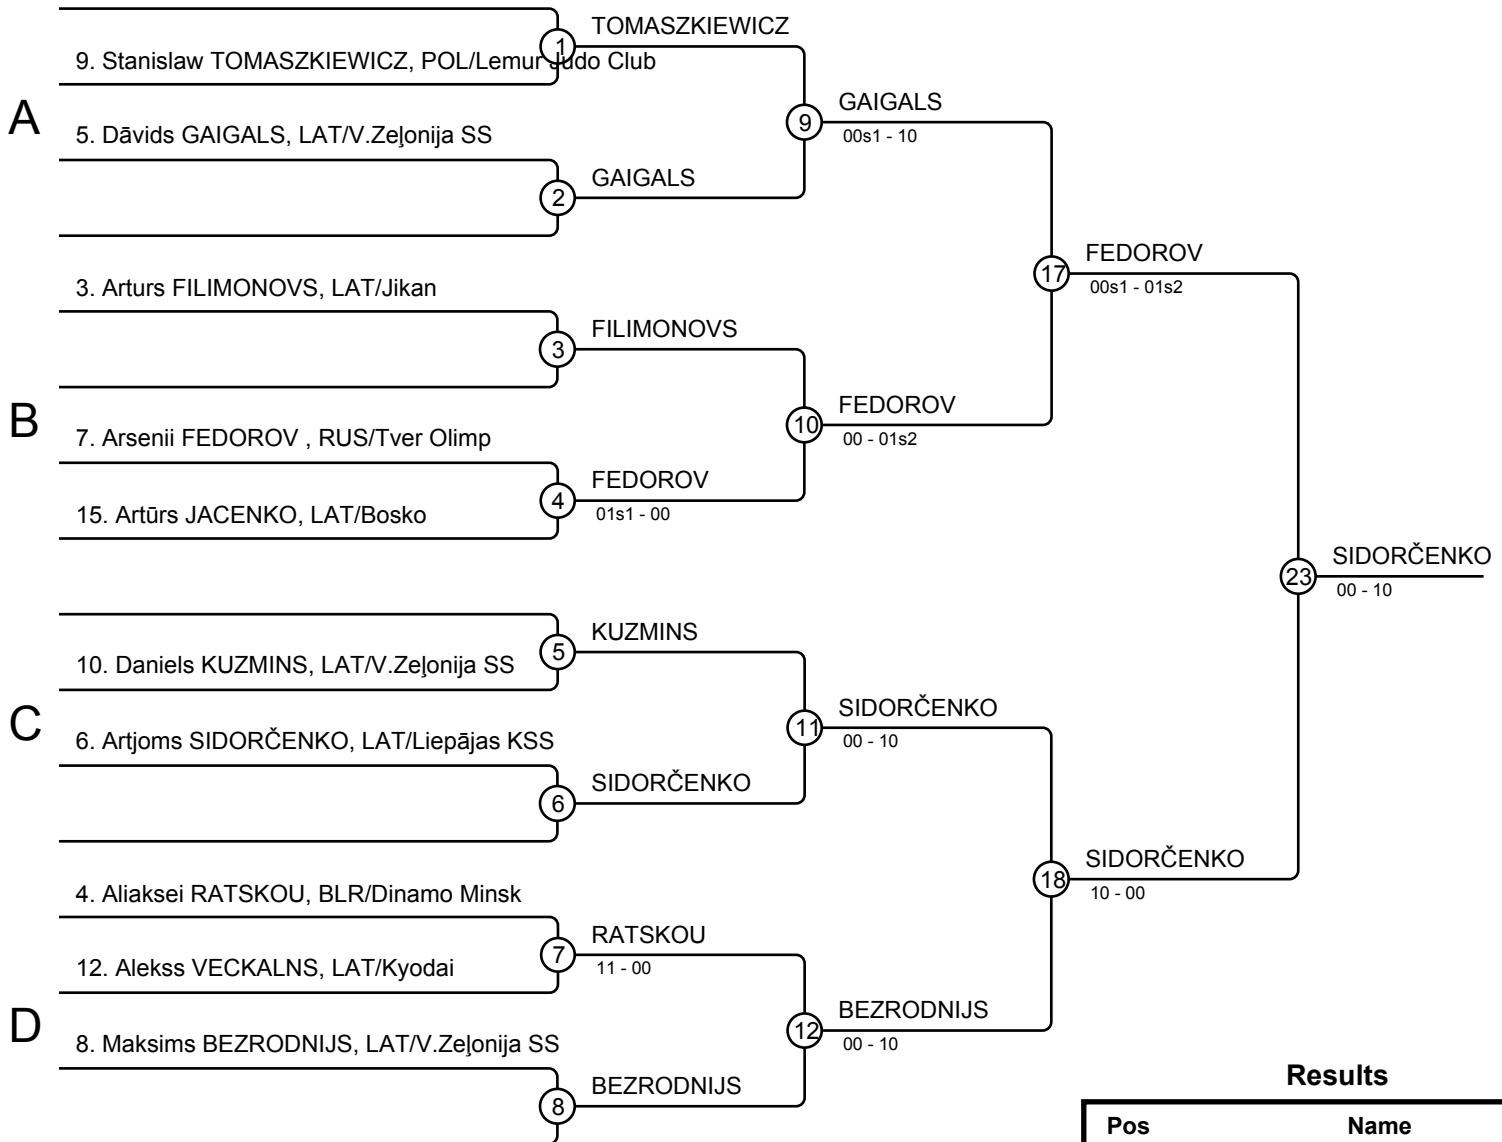 TOMASZKIEWICZ
1
9. Stanislaw TOMASZKIEWICZ, POL/Lemur Judo Club
A
GAIGALS
9
00s1 - 10
5. Dāvids GAIGALS, LAT/V.Zeļonija SS
GAIGALS
2
FEDOROV
17
00s1 - 01s2
3. Arturs FILIMONOVS, LAT/Jikan
FILIMONOVS
3
B
FEDOROV
10
00 - 01s2
7. Arsenii FEDOROV , RUS/Tver Olimp
FEDOROV
4
01s1 - 00
15. Artūrs JACENKO, LAT/Bosko
SIDORČENKO
23
00 - 10
KUZMINS
5
10. Daniels KUZMINS, LAT/V.Zeļonija SS
C
SIDORČENKO
11
00 - 10
6. Artjoms SIDORČENKO, LAT/Liepājas KSS
SIDORČENKO
6
SIDORČENKO
18
10 - 00
4. Aliaksei RATSKOU, BLR/Dinamo Minsk
RATSKOU
7
11 - 00
12. Alekss VECKALNS, LAT/Kyodai
D
BEZRODNIJS
12
00 - 10
8. Maksims BEZRODNIJS, LAT/V.Zeļonija SS
BEZRODNIJS
8
Results
Pos Name